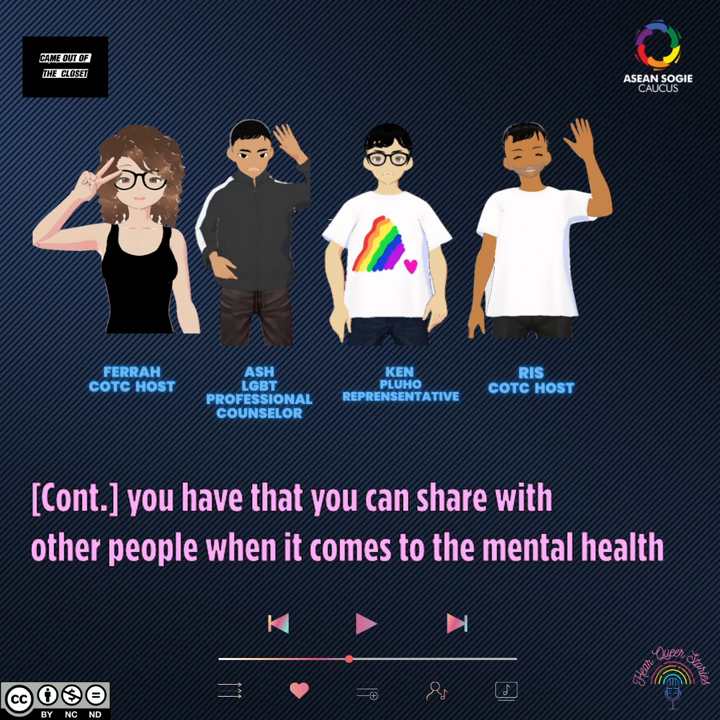 CAME OUT OF
THE CLOSET
ASEAN SOGIE
CAUCUS
FERRAH
COTC HOST
ASH
LGBT
PROFESSIONAL
COUNSELOR
KEN
PLUHO
REPRENSENTATIVE
RIS
COTC HOST
[Cont.] you have that you can share with
other people when it comes to the mental health
Hear Queer Stories
cc
BY NC ND